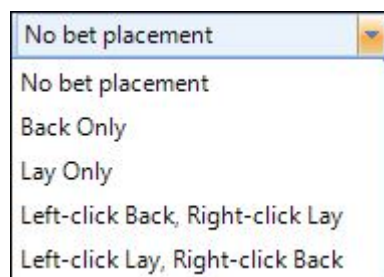 No bet placement
No bet placement
Back Only
Lay Only
Left-click Back, Right-click Lay
Left-click Lay, Right-click Back